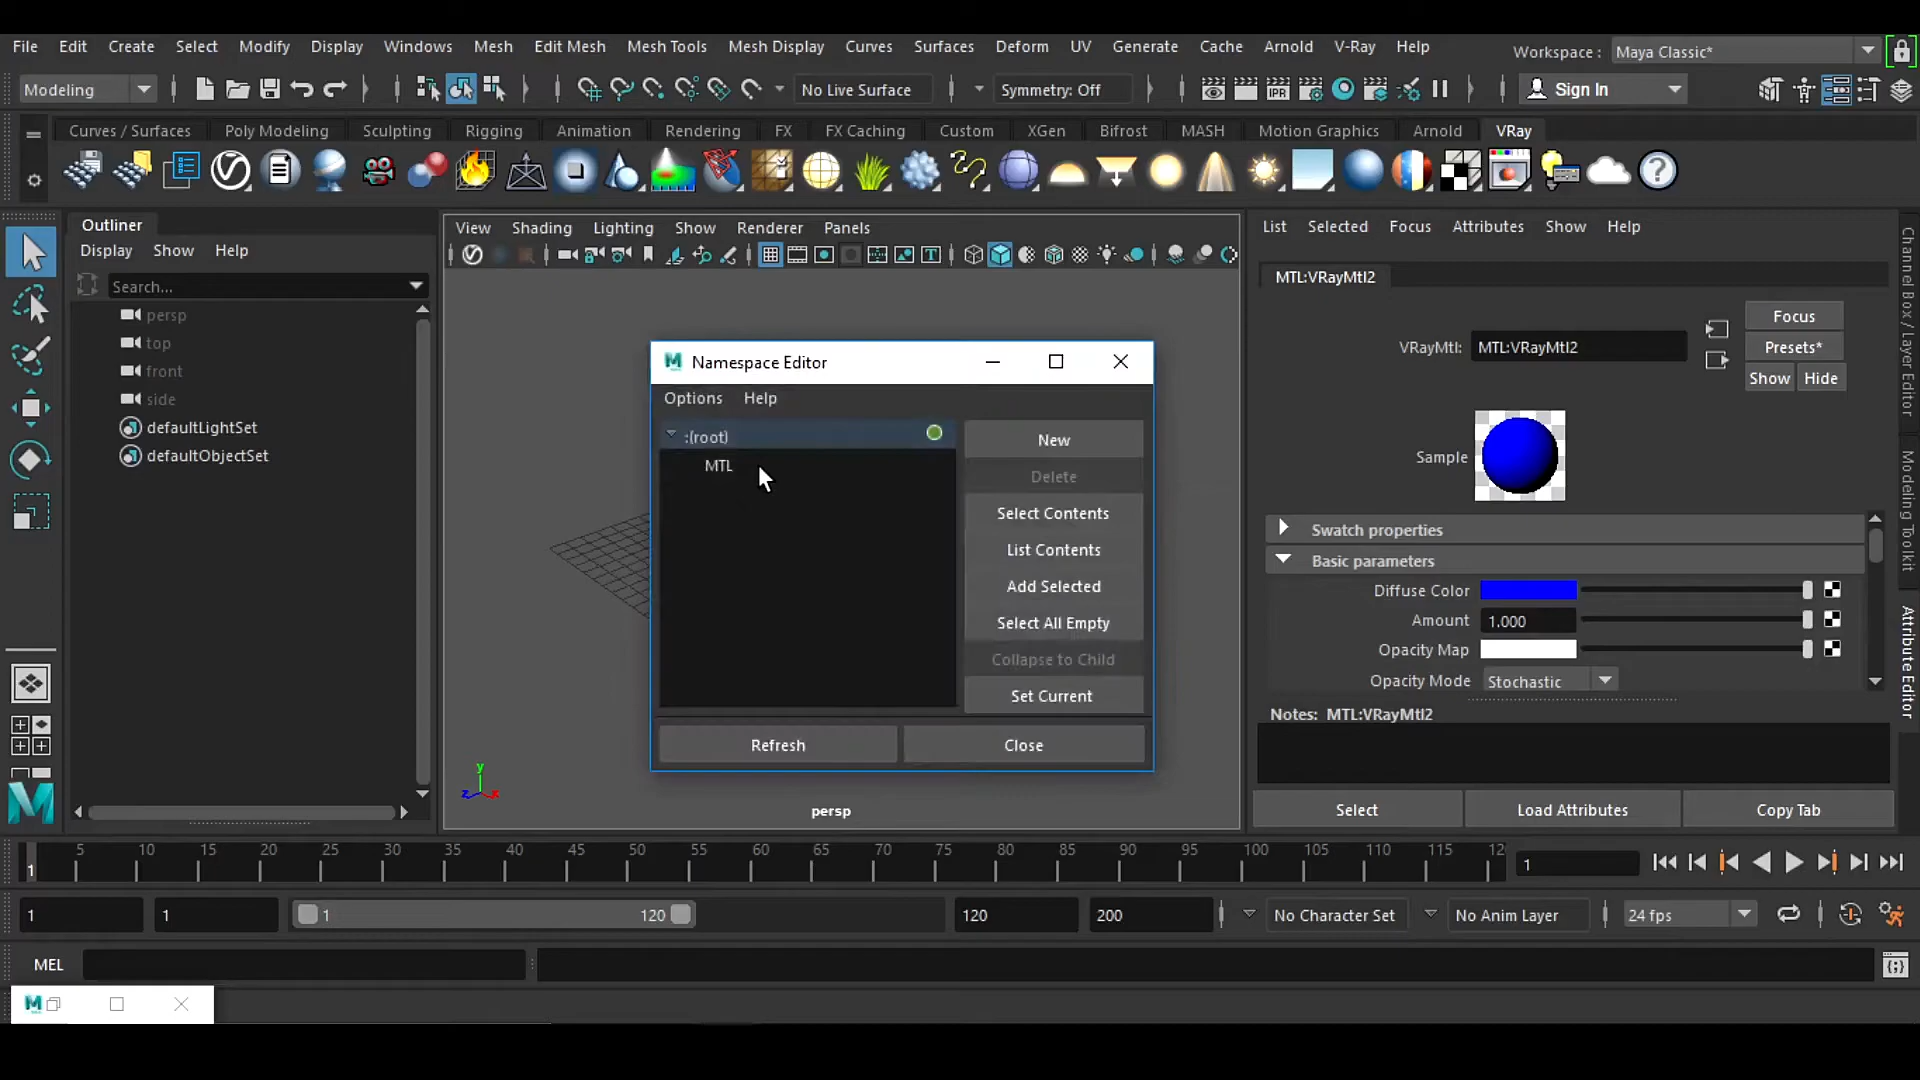 File Edit Create Select Modify Display Windows Mesh Edit Mesh Mesh Tools Mesh Display Curves Surfaces Deform UV Generate Cache Arnold V-Ray Help Workspace : Maya Classic*
Modeling No Live Surface Symmetry: Off IPR Sign In
Curves / Surfaces Poly Modeling Sculpting Rigging Animation Rendering FX FX Caching Custom XGen Bifrost MASH Motion Graphics Arnold VRay
Outliner
Display Show Help
Search...
persp
top
front
side
defaultLightSet
defaultObjectSet
View Shading Lighting Show Renderer Panels
Namespace Editor
Options Help
:(root)
MTL
New
Delete
Select Contents
List Contents
Add Selected
Select All Empty
Collapse to Child
Set Current
Refresh Close
y
z x
persp
List Selected Focus Attributes Show Help
MTL:VRayMtl2
VRayMtl: MTL:VRayMtl2
Focus
Presets*
Show Hide
Sample
Swatch properties
Basic parameters
Diffuse Color
Amount 1.000
Opacity Map
Opacity Mode Stochastic
Notes: MTL:VRayMtl2
Select Load Attributes Copy Tab
Channel Box / Layer Editor
Modeling Toolkit
Attribute Editor
5 10 15 20 25 30 35 40 45 50 55 60 65 70 75 80 85 90 95 100 105 110 115 12
1 1
1 1 1 120 120 200 No Character Set No Anim Layer 24 fps
MEL